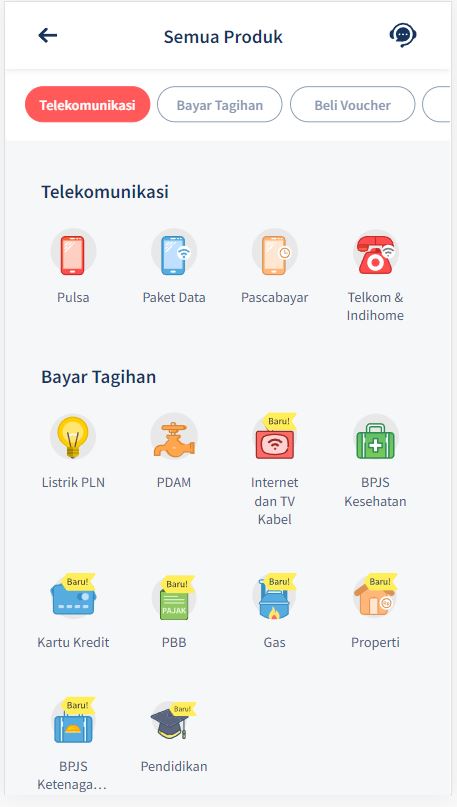 Semua Produk
Telekomunikasi
Bayar Tagihan
Beli Voucher
Telekomunikasi
Pulsa
Paket Data
Pascabayar
Telkom &
Indihome
Bayar Tagihan
Listrik PLN
PDAM
Baru!
Internet
dan TV
Kabel
BPJS
Kesehatan
Baru!
Kartu Kredit
Baru!
PAJAK
PBB
Baru!
Gas
Baru!
Properti
Baru!
BPJS
Ketenaga...
Baru!
Pendidikan